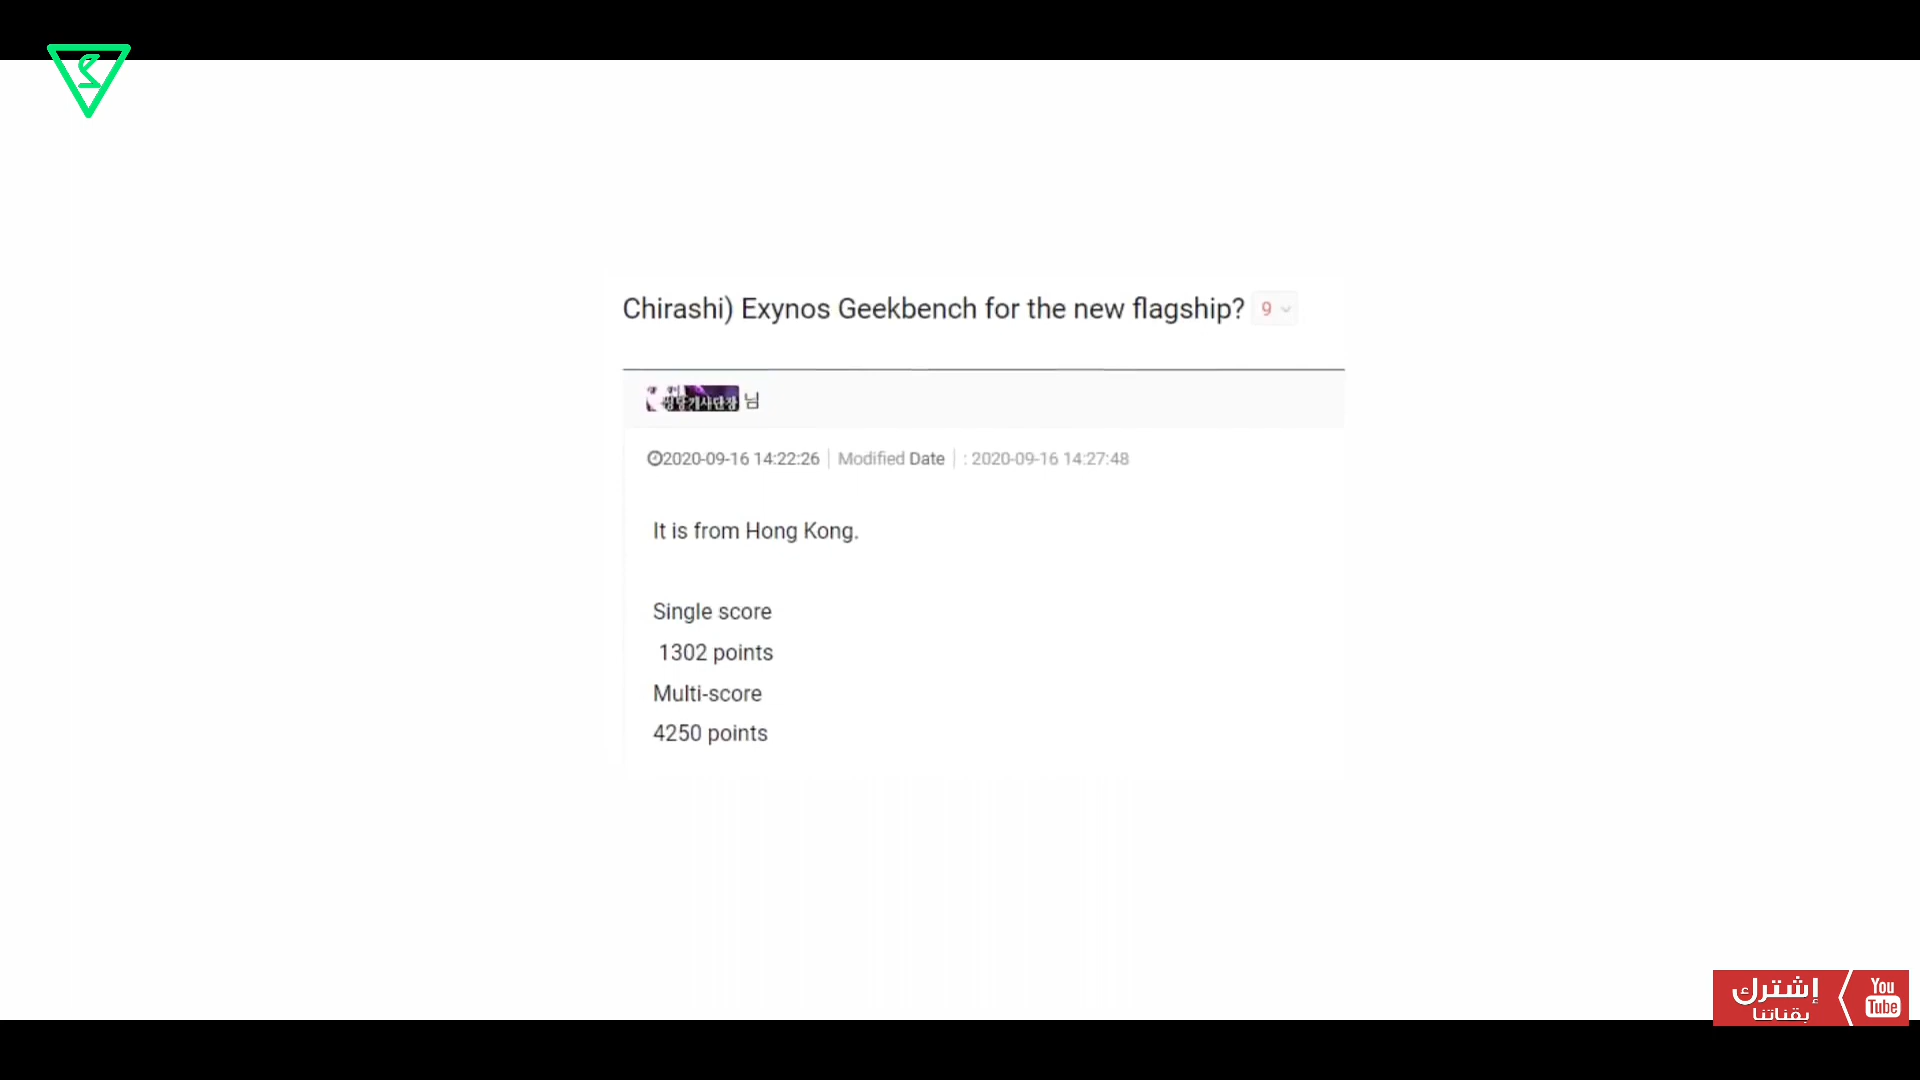 Chirashi) Exynos Geekbench for the new flagship? 9
님
2020-09-16 14:22:26 | Modified Date | : 2020-09-16 14:27:48
It is from Hong Kong.
Single score
1302 points
Multi-score
4250 points
إشترك
بقناتنا
You
Tube